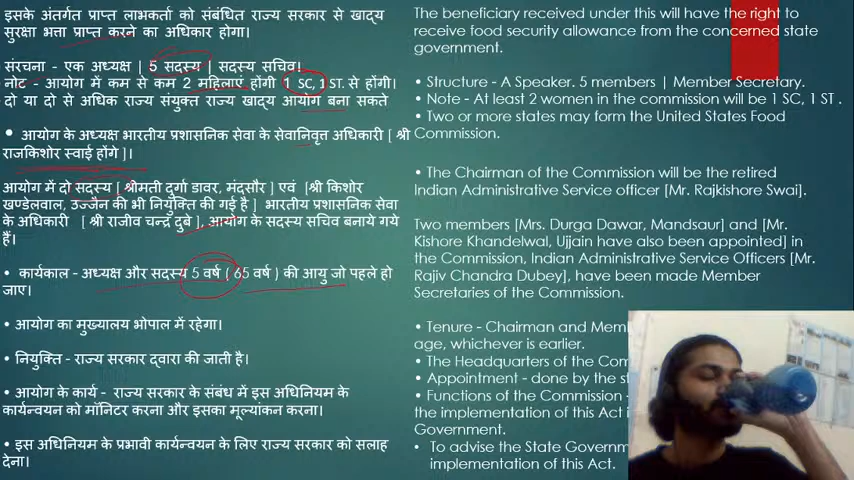 इसके अंतर्गत प्राप्त लाभकर्ता को संबंधित राज्य सरकार से खाद्य
सुरक्षा भत्ता प्राप्त करने का अधिकार होगा।
संरचना - एक अध्यक्ष | 5 सदस्य | सदस्य सचिव।
नोट - आयोग में कम से कम 2 महिलाएं होंगी 1 SC, 1 ST. से होंगी।
दो या दो से अधिक राज्य संयुक्त राज्य खाद्य आयोग बना सकते
• आयोग के अध्यक्ष भारतीय प्रशासनिक सेवा के सेवानिवृत्त अधिकारी [ श्री
राजकिशोर स्वाई होंगे ]।
आयोग में दो सदस्य [ श्रीमती दुर्गा डावर, मंदसौर ] एवं [श्री किशोर
खण्डेलवाल, उज्जैन की भी नियुक्ति की गई है ] भारतीय प्रशासनिक सेवा
के अधिकारी [ श्री राजीव चन्द्र दुबे ], आयोग के सदस्य सचिव बनाये गये
हैं।
• कार्यकाल - अध्यक्ष और सदस्य 5 वर्ष ( 65 वर्ष ) की आयु जो पहले हो
जाए।
• आयोग का मुख्यालय भोपाल में रहेगा।
• नियुक्ति - राज्य सरकार द्वारा की जाती है।
• आयोग के कार्य - राज्य सरकार के संबंध में इस अधिनियम के
कार्यन्वयन को मॉनिटर करना और इसका मूल्यांकन करना।
• इस अधिनियम के प्रभावी कार्यन्वयन के लिए राज्य सरकार को सलाह
देना।
The beneficiary received under this will have the right to
receive food security allowance from the concerned state
government.
• Structure - A Speaker. 5 members | Member Secretary.
• Note - At least 2 women in the commission will be 1 SC, 1 ST .
• Two or more states may form the United States Food
Commission.
• The Chairman of the Commission will be the retired
Indian Administrative Service officer [Mr. Rajkishore Swai].
Two members [Mrs. Durga Dawar, Mandsaur] and [Mr.
Kishore Khandelwal, Ujjain have also been appointed] in
the Commission, Indian Administrative Service Officers [Mr.
Rajiv Chandra Dubey], have been made Member
Secretaries of the Commission.
• Tenure - Chairman and Memb
age, whichever is earlier.
• The Headquarters of the Com
• Appointment - done by the st
• Functions of the Commission -
the implementation of this Act i
Government.
• To advise the State Governm
implementation of this Act.